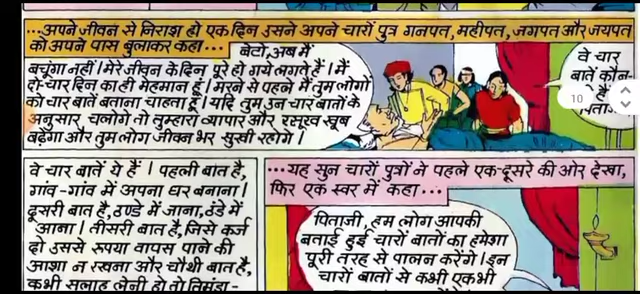 ...अपने जीवन से निराश हो एक दिन उसने अपने चारों पुत्र गनपत, महीपत, जगपत और जयपत
को अपने पास बुलाकर कहा...
बेटो, अब मैं
बचूंगा नहीं। मेरे जीवन के दिन पूरे हो गये लगते हैं। मैं
दो-चार दिन का ही मेहमान हूं। मरने से पहले मैं तुम लोगों
को चार बातें बताना चाहता हूं। यदि तुम उन चार बातों के
अनुसार चलोगे तो तुम्हारा व्यापार और रसूख खूब
बढ़ेगा और तुम लोग जीवन भर सुखी रहोगे।
वे चार
बातें कौन
10
वे चार बातें ये हैं। पहली बात है,
गांव-गांव में अपना घर बनाना।
दूसरी बात है, ठण्डे में जाना, ठंडे में
आना। तीसरी बात है, जिसे कर्ज
दो उससे रूपया वापस पाने की
आशा न रखना और चौथी बात है,
कभी सलाह लेनी हो तो तिमंज़ा-
...यह सुन चारों पुत्रों ने पहले एक-दूसरे की ओर देखा,
फिर एक स्वर में कहा...
पिताजी, हम लोग आपकी
बताई हुई चारों बातों का हमेशा
पूरी तरह से पालन करेंगे। इन
चारों बातों से कभी एक भी